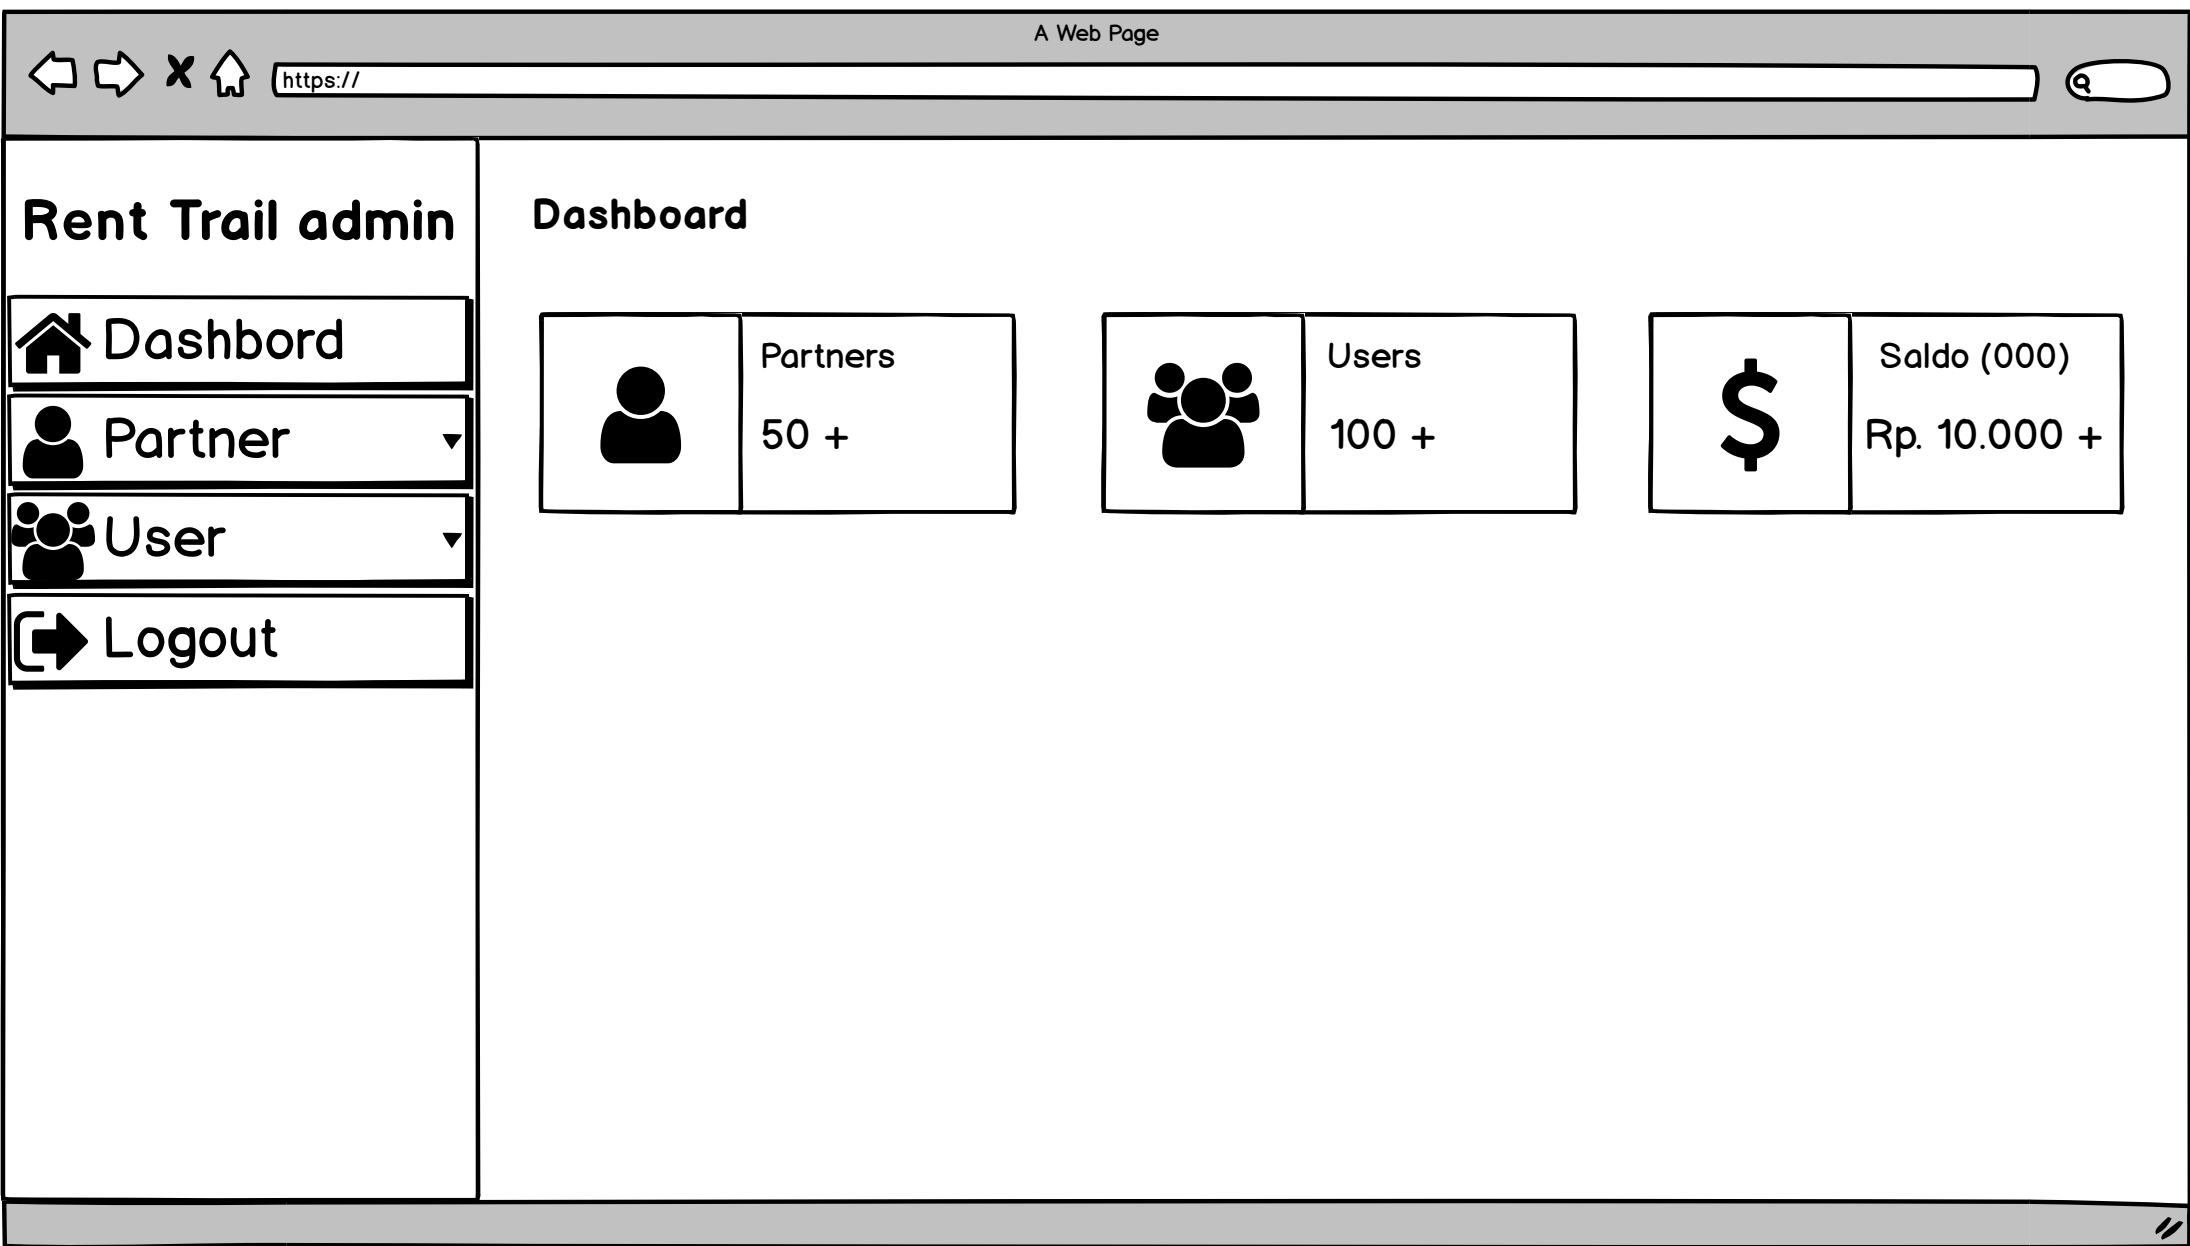 A Web Page
https://
Rent Trail admin
Dashbord
Partner
User
Logout
Dashboard
Partners
50 +
Users
100 +
Saldo (000)
Rp. 10.000 +